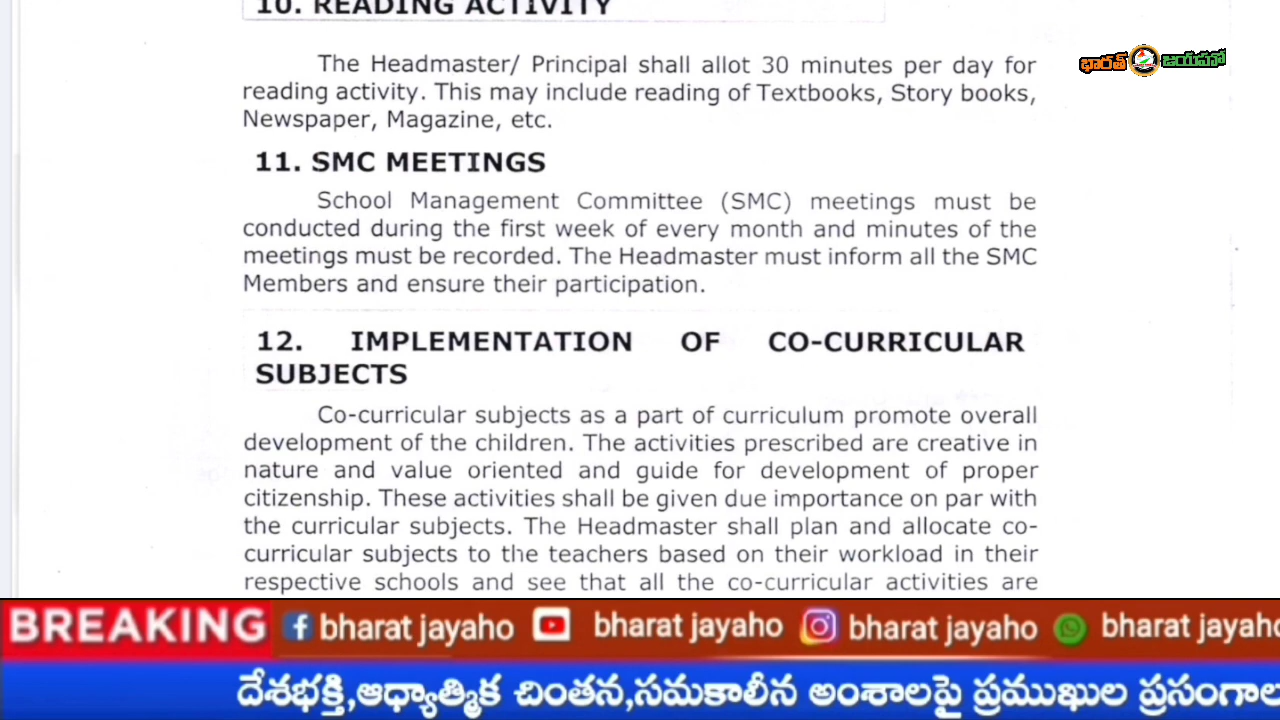 10. READING ACTIVITY
భారత్ జయహో
The Headmaster/ Principal shall allot 30 minutes per day for
reading activity. This may include reading of Textbooks, Story books,
Newspaper, Magazine, etc.
11. SMC MEETINGS
School Management Committee (SMC) meetings must be
conducted during the first week of every month and minutes of the
meetings must be recorded. The Headmaster must inform all the SMC
Members and ensure their participation.
12. IMPLEMENTATION OF CO-CURRICULAR
SUBJECTS
Co-curricular subjects as a part of curriculum promote overall
development of the children. The activities prescribed are creative in
nature and value oriented and guide for development of proper
citizenship. These activities shall be given due importance on par with
the curricular subjects. The Headmaster shall plan and allocate co-
curricular subjects to the teachers based on their workload in their
respective schools and see that all the co-curricular activities are
BREAKING bharat jayaho bharat jayaho bharat jayaho bharat jayaho
దేశభక్తి,ఆధ్యాత్మిక చింతన,సమకాలీన అంశాలపై ప్రముఖుల ప్రసంగాల